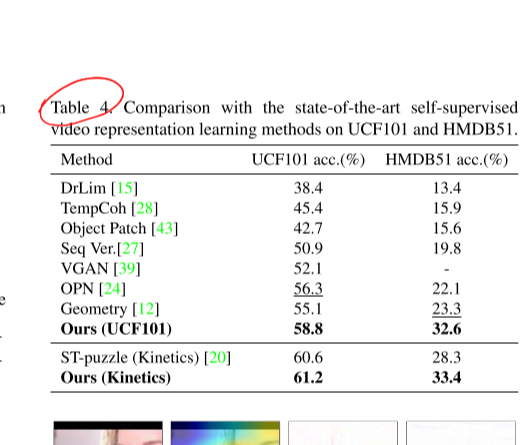 Table 4. Comparison with the state-of-the-art self-supervised
video representation learning methods on UCF101 and HMDB51.
Method UCF101 acc.(%) HMDB51 acc.(%)
DrLim [15] 38.4 13.4
TempCoh [28] 45.4 15.9
Object Patch [43] 42.7 15.6
Seq Ver.[27] 50.9 19.8
VGAN [39] 52.1 -
OPN [24] 56.3 22.1
Geometry [12] 55.1 23.3
Ours (UCF101) 58.8 32.6
ST-puzzle (Kinetics) [20] 60.6 28.3
Ours (Kinetics) 61.2 33.4